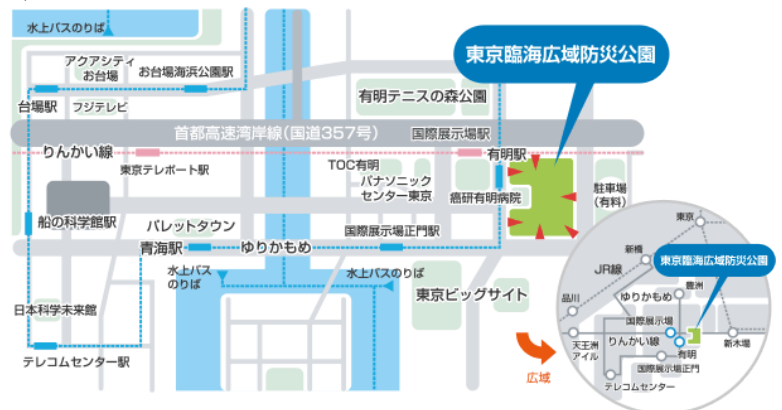 水上バスのりば
アクアシティ
お台場
お台場海浜公園駅
台場駅
フジテレビ
東京臨海広域防災公園
有明テニスの森公園
首都高速湾岸線(国道357号)
国際展示場駅
りんかい線
東京テレポート駅
TOC有明
有明駅
パナソニック
センター東京
癌研有明病院
駐車場
(有料)
船の科学館駅
パレットタウン
青海駅
ゆりかもめ
国際展示場正門駅
水上バス
のりば
水上バスのりば
東京ビッグサイト
日本科学未来館
テレコムセンター駅
広域
東京
新橋
JR線
東京臨海広域防災公園
品川
ゆりかもめ
豊洲
国際展示場
天王洲
アイル
りんかい線
有明
新木場
国際展示場正門
テレコムセンター